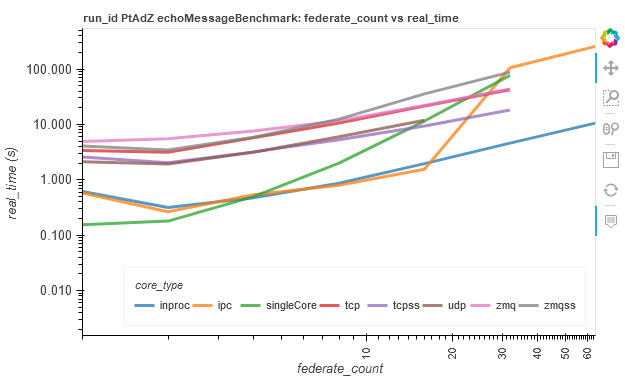 run_id PtAdZ echoMessageBenchmark: federate_count vs real_time
real_time (s)
100.000
10.000
1.000
0.100
0.010
core_type
inproc ipc singleCore tcp tcpss udp zmq zmqss
10 20 30 40 50 60
federate_count